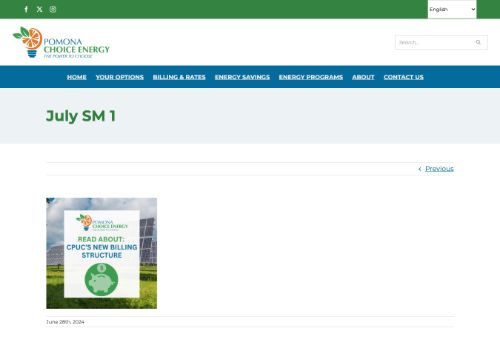 English
POMONA
CHOICE ENERGY
THE POWER TO CHOOSE
Search...
HOME YOUR OPTIONS BILLING & RATES ENERGY SAVINGS ENERGY PROGRAMS ABOUT CONTACT US
July SM 1
Previous
POMONA
CHOICE ENERGY
READ ABOUT:
CPUC'S NEW BILLING
STRUCTURE
June 28th, 2024